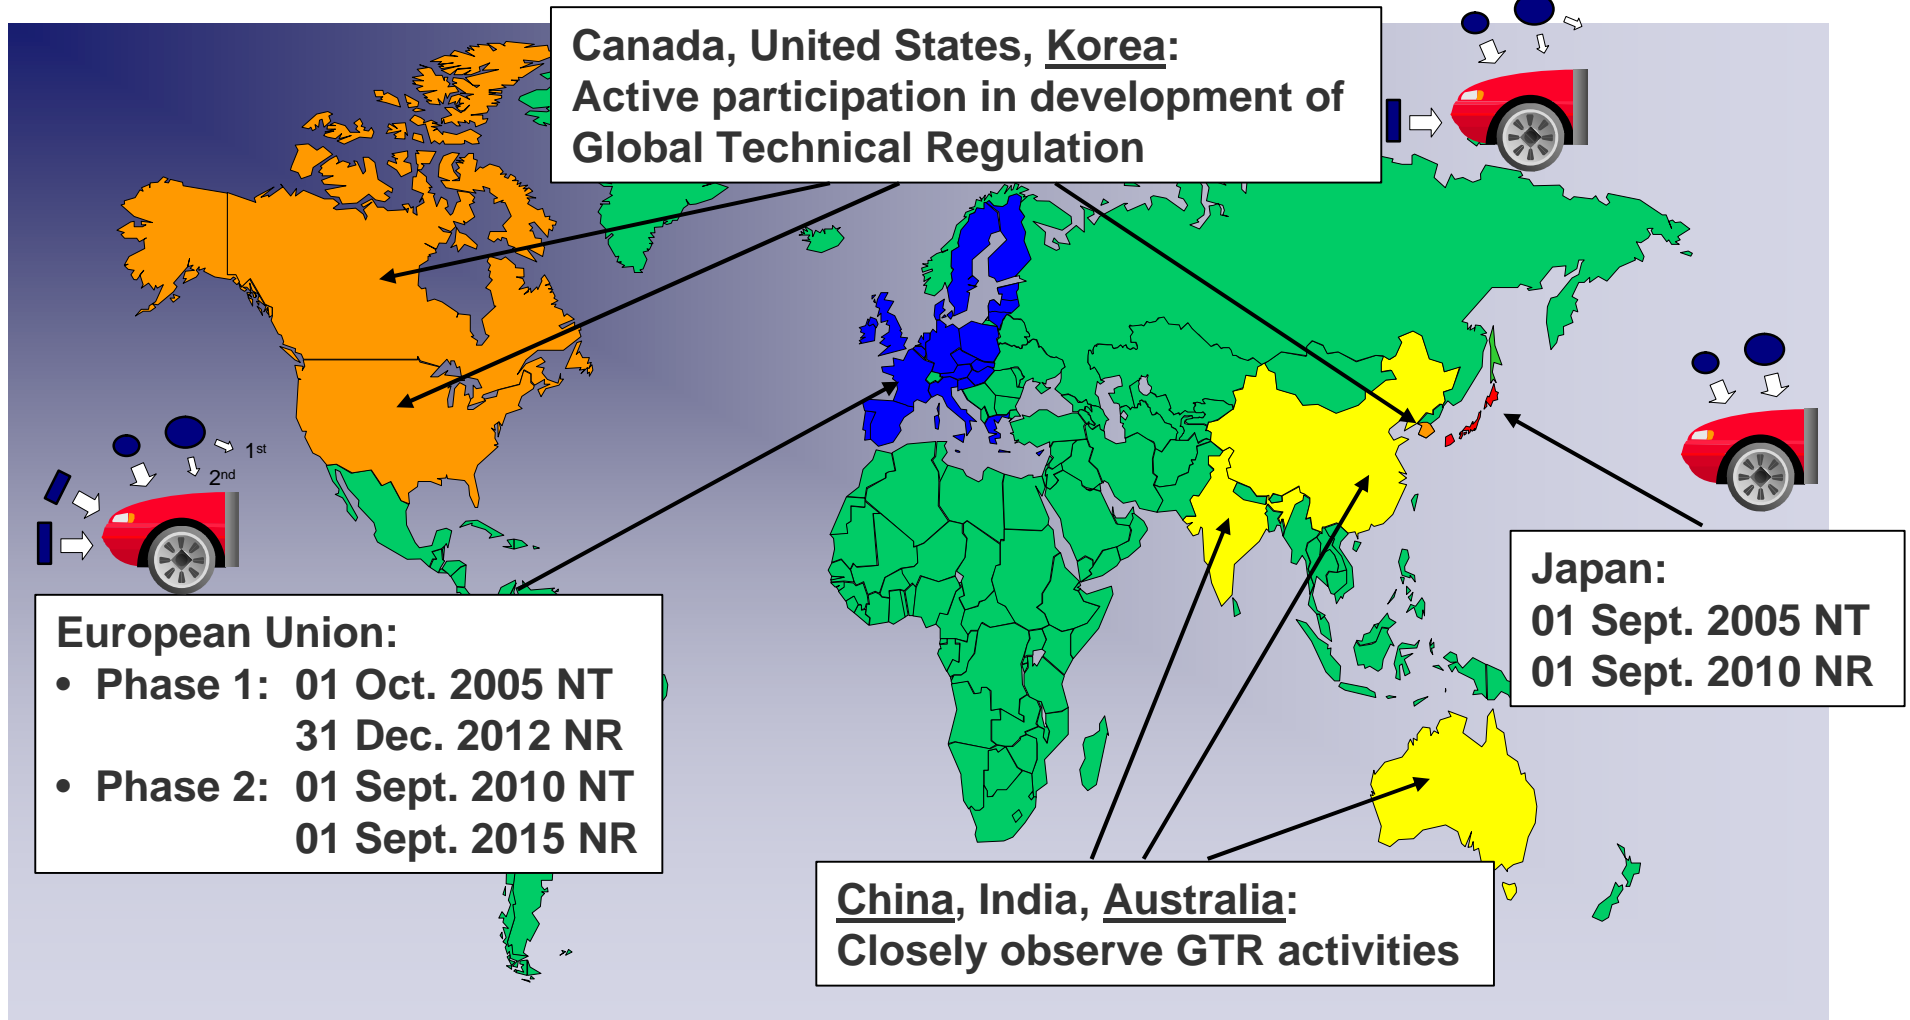 Canada, United States, Korea:
Active participation in development of
Global Technical Regulation
1st
2nd
European Union:
• Phase 1: 01 Oct. 2005 NT
31 Dec. 2012 NR
• Phase 2: 01 Sept. 2010 NT
01 Sept. 2015 NR
Japan:
01 Sept. 2005 NT
01 Sept. 2010 NR
China, India, Australia:
Closely observe GTR activities